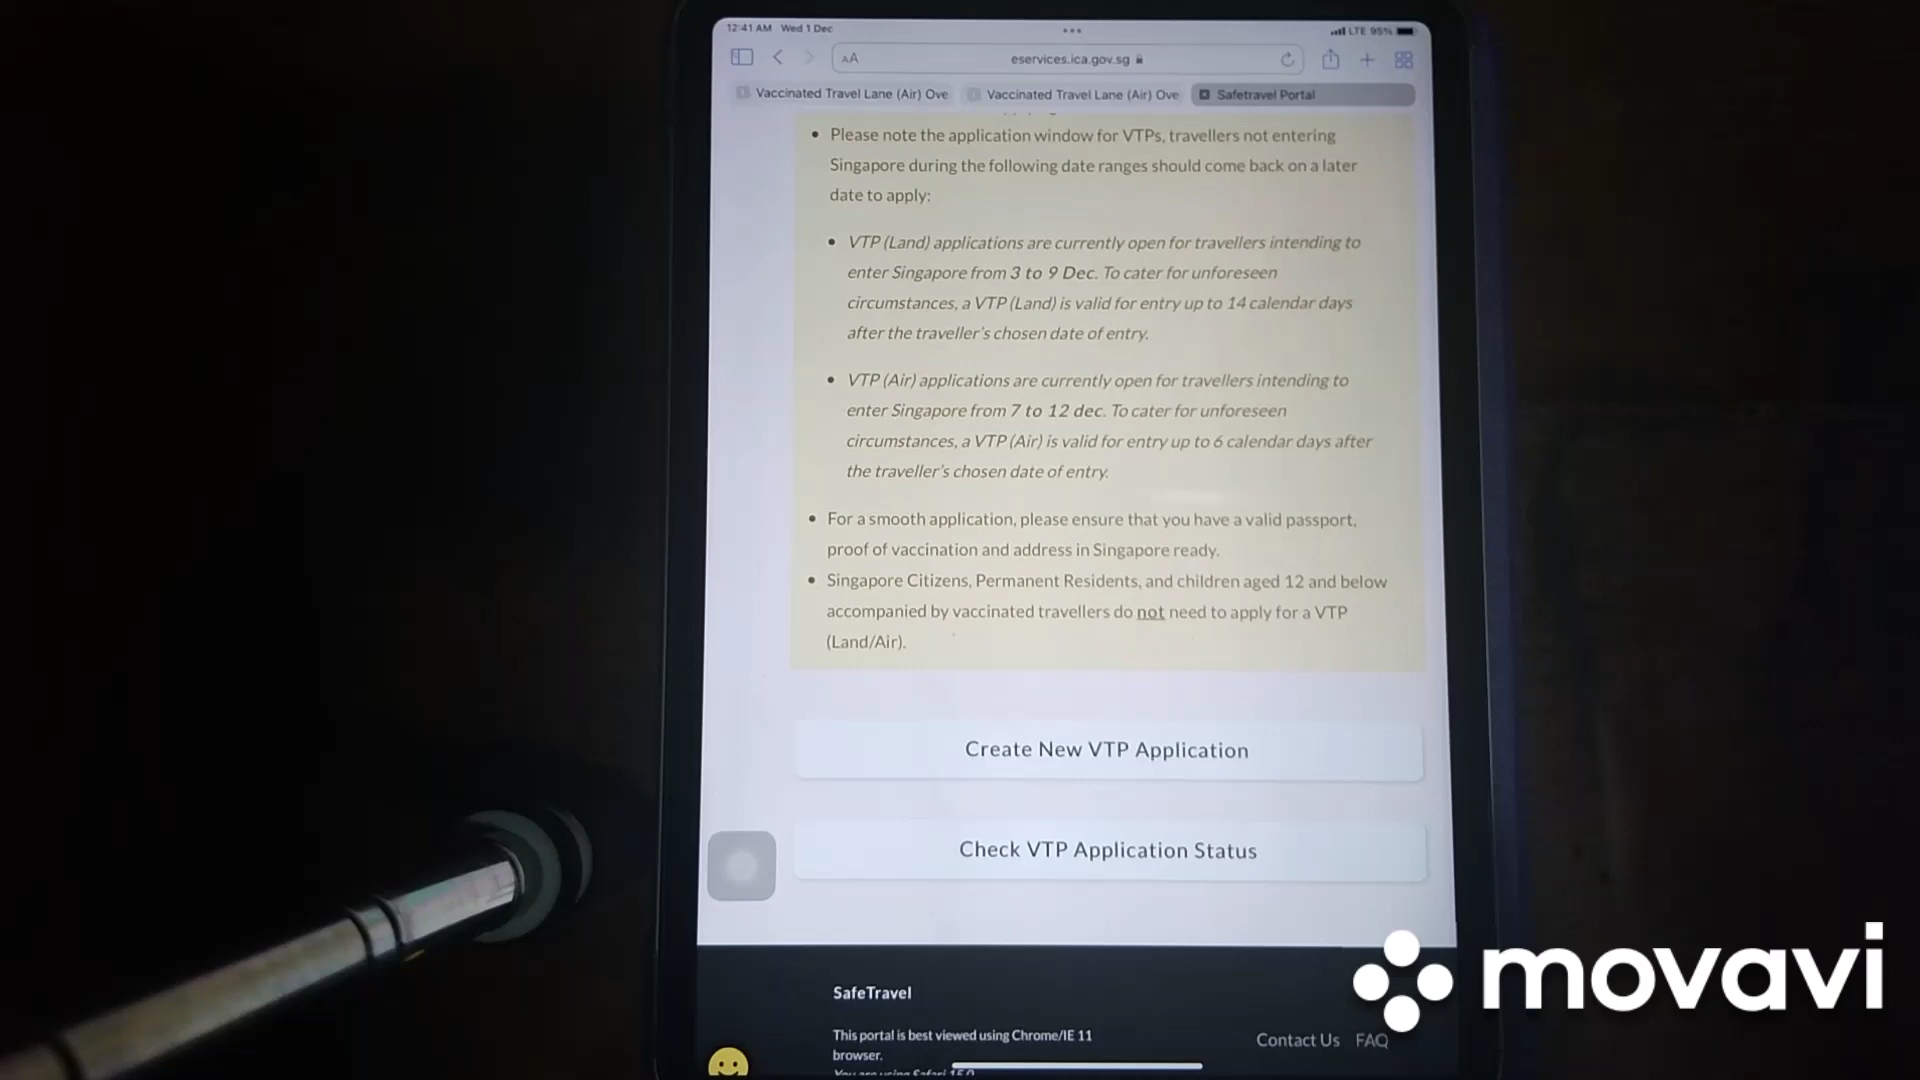 12:41 AM Wed 1 Dec
LTE 95%
AA
eservices.ica.gov.sg
Vaccinated Travel Lane (Air) Ove
Vaccinated Travel Lane (Air) Ove
Safetravel Portal
• Please note the application window for VTPs, travellers not entering
Singapore during the following date ranges should come back on a later
date to apply:
• VTP (Land) applications are currently open for travellers intending to
enter Singapore from 3 to 9 Dec. To cater for unforeseen
circumstances, a VTP (Land) is valid for entry up to 14 calendar days
after the traveller's chosen date of entry.
• VTP (Air) applications are currently open for travellers intending to
enter Singapore from 7 to 12 dec. To cater for unforeseen
circumstances, a VTP (Air) is valid for entry up to 6 calendar days after
the traveller's chosen date of entry.
• For a smooth application, please ensure that you have a valid passport,
proof of vaccination and address in Singapore ready.
• Singapore Citizens, Permanent Residents, and children aged 12 and below
accompanied by vaccinated travellers do not need to apply for a VTP
(Land/Air).
Create New VTP Application
Check VTP Application Status
SafeTravel
This portal is best viewed using Chrome/IE 11
browser.
You are using Safari 15.0
Contact Us FAQ
movavi